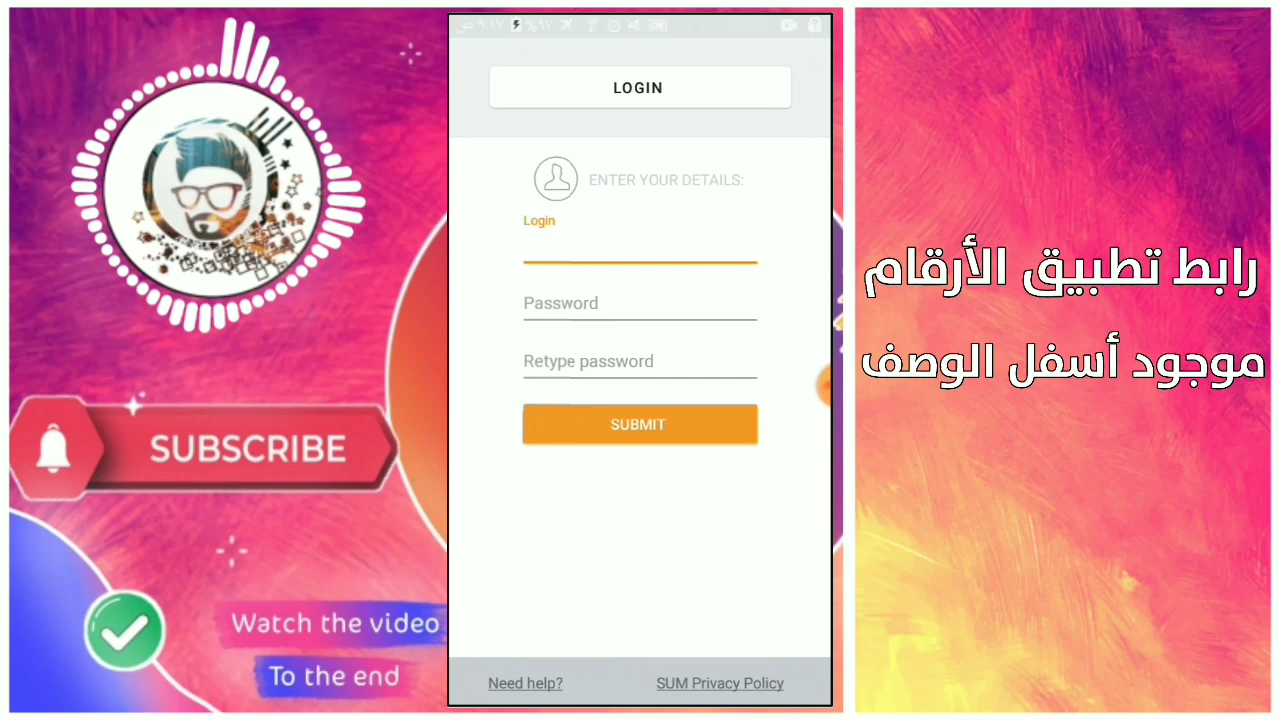 LOGIN
ENTER YOUR DETAILS:
Login
Password
Retype password
SUBMIT
Need help?
SUM Privacy Policy
SUBSCRIBE
Watch the video
To the end
رابط تطبيق الأرقام
موجود أسفل الوصف